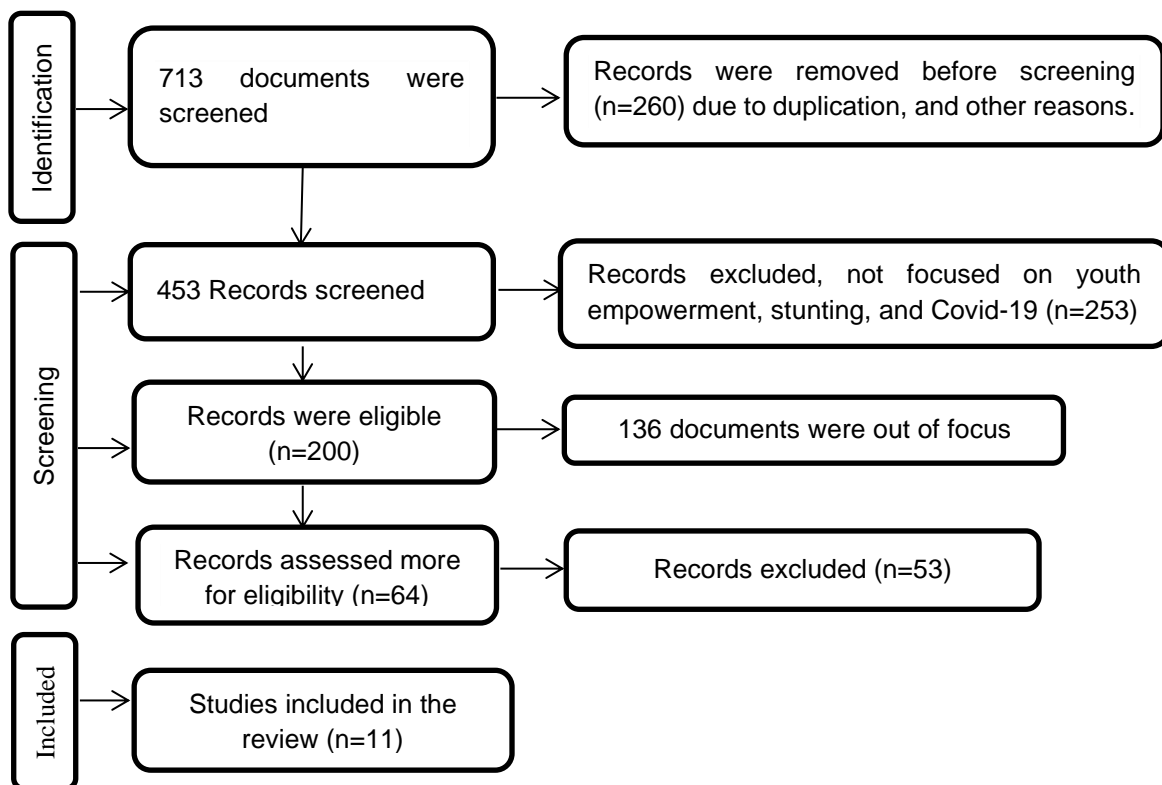 Identification
713 documents were
screened
Records were removed before screening
(n=260) due to duplication, and other reasons.
Screening
453 Records screened
Records excluded, not focused on youth
empowerment, stunting, and Covid-19 (n=253)
Records were eligible
(n=200)
136 documents were out of focus
Records assessed more
for eligibility (n=64)
Records excluded (n=53)
Included
Studies included in the
review (n=11)